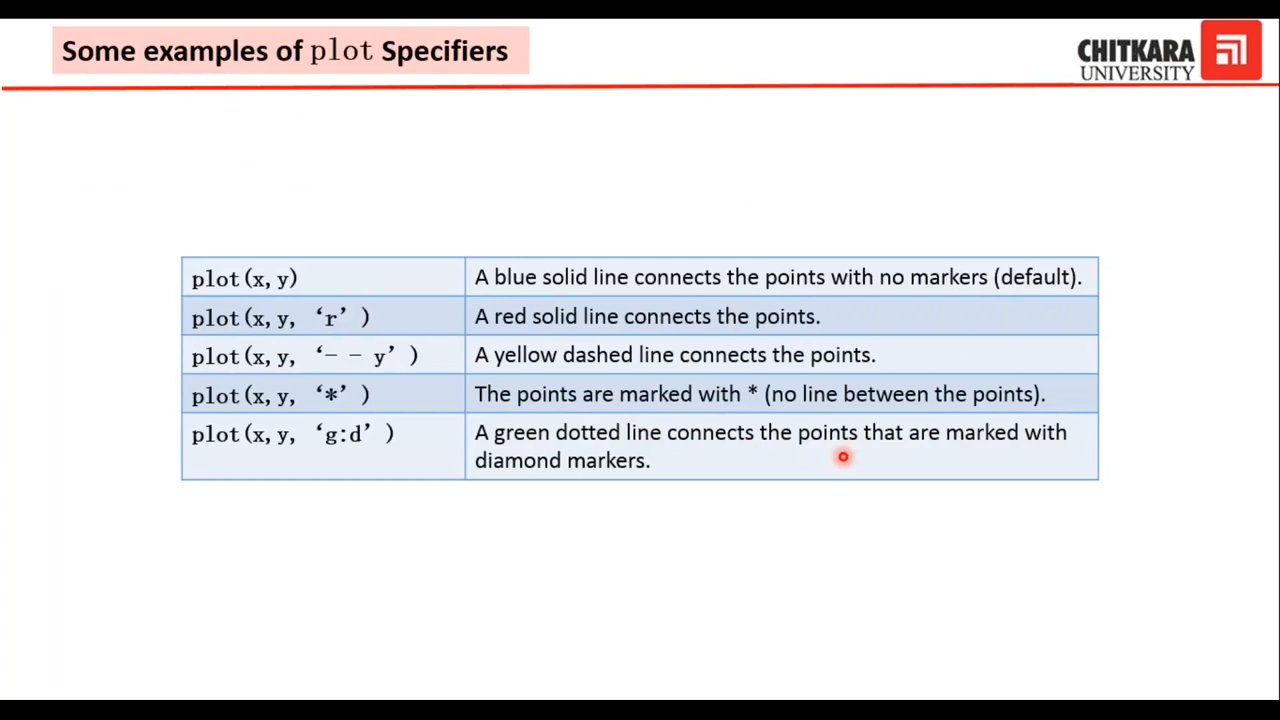 Some examples of plot Specifiers
CHITKARA
UNIVERSITY
plot(x,y)
A blue solid line connects the points with no markers (default).
plot(x,y, ‘r’ )
A red solid line connects the points.
plot(x,y, ‘- - y’ )
A yellow dashed line connects the points.
plot(x,y, ‘*’ )
The points are marked with * (no line between the points).
plot(x,y, ‘g:d’ )
A green dotted line connects the points that are marked with
diamond markers.